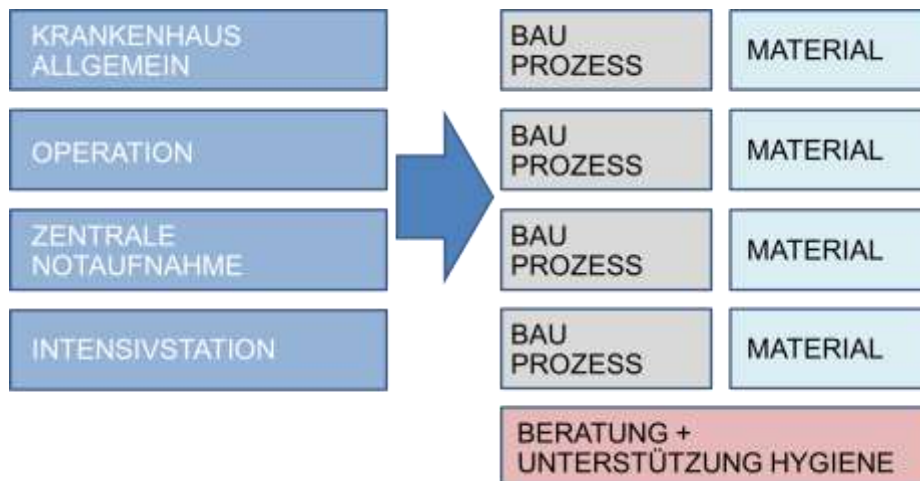 KRANKENHAUS
ALLGEMEIN
BAU
PROZESS
MATERIAL
OPERATION
BAU
PROZESS
MATERIAL
ZENTRALE
NOTAUFNAHME
BAU
PROZESS
MATERIAL
INTENSIVSTATION
BAU
PROZESS
MATERIAL
BERATUNG +
UNTERSTÜTZUNG HYGIENE